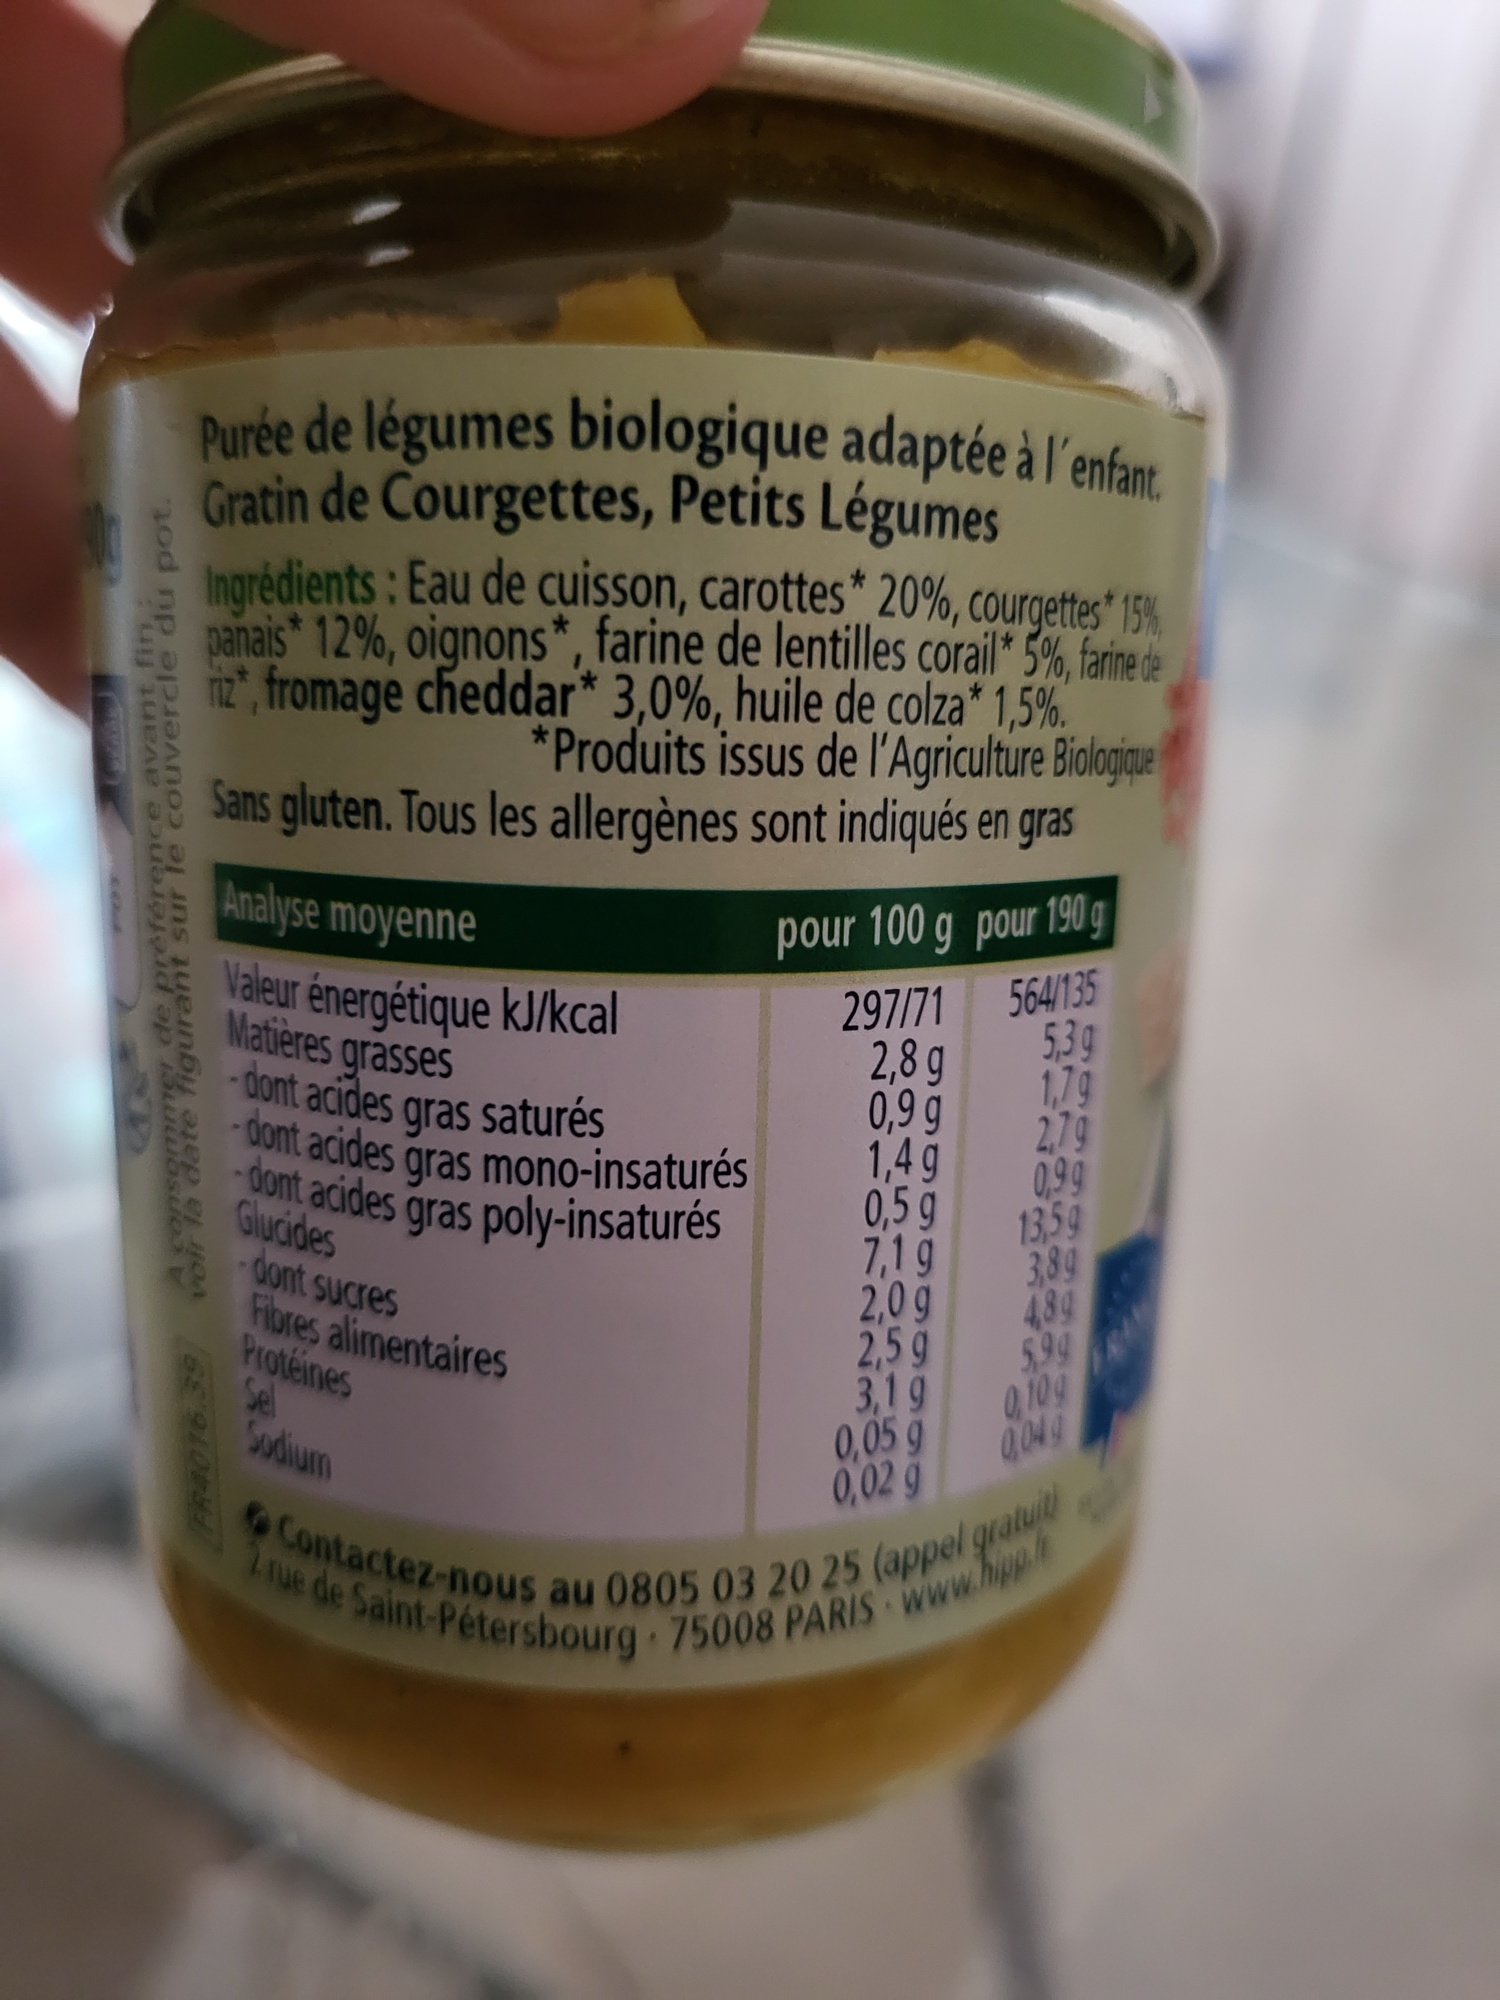 Purée de légumes biologique adaptée à l'enfant.
Gratin de Courgettes, Petits Légumes
Ingrédients : Eau de cuisson, carottes* 20%, courgettes* 15%,
panais* 12%, oignons*, farine de lentilles corail* 5%, farine de
riz*, fromage cheddar* 3,0%, huile de colza* 1,5%.
*Produits issus de l'Agriculture Biologique
Sans gluten. Tous les allergènes sont indiqués en gras
Analyse moyenne pour 100 g pour 190 g
Valeur énergétique kJ/kcal 297/71 564/135
Matières grasses 2,8 g 5,3 g
- dont acides gras saturés 0,9 g 1,7 g
- dont acides gras mono-insaturés 1,4 g 2,7 g
- dont acides gras poly-insaturés 0,5 g 0,9 g
Glucides 7,1 g 13,5 g
- dont sucres 2,0 g 3,8 g
Fibres alimentaires 2,5 g 4,8 g
Protéines 3,1 g 5,9 g
Sel 0,05 g 0,10 g
Sodium 0,02 g 0,04 g
Contactez-nous au 0805 03 20 25 (appel gratuit)
2 rue de Saint-Pétersbourg · 75008 PARIS · www.hipp.fr
A consommer de préférence avant fin :
voir la date figurant sur le couvercle du pot.